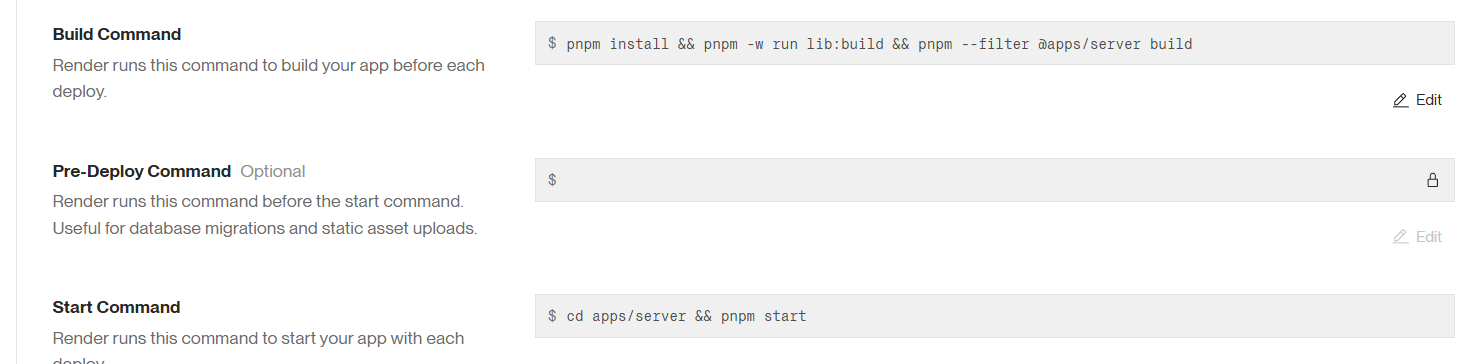 Build Command
$ pnpm install && pnpm -w run lib:build && pnpm --filter @apps/server build
Render runs this command to build your app before each
deploy.
Edit
Pre-Deploy Command Optional
$
Render runs this command before the start command.
Useful for database migrations and static asset uploads.
Edit
Start Command
$ cd apps/server && pnpm start
Render runs this command to start your app with each
deploy.